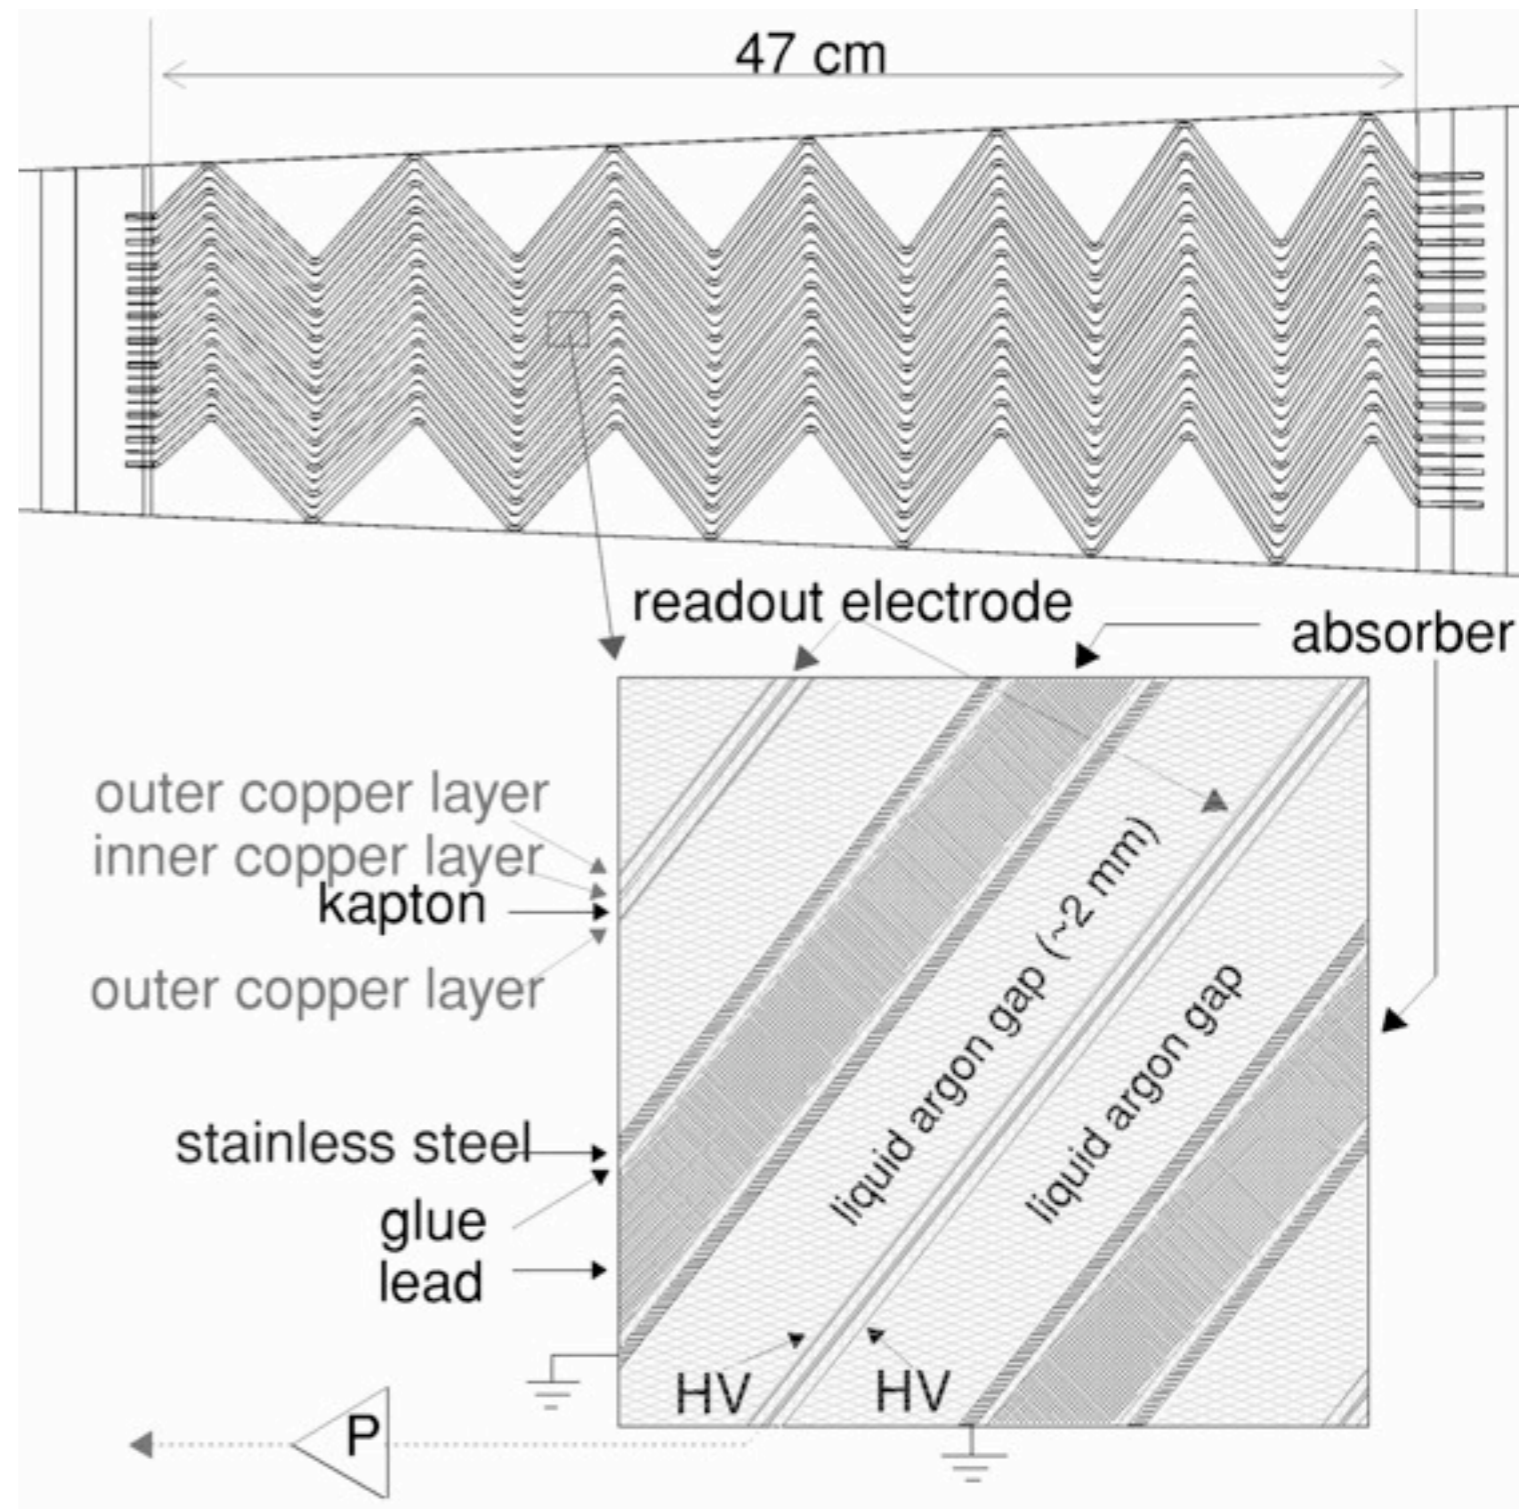 47 cm
readout electrode
absorber
outer copper layer
inner copper layer
kapton
outer copper layer
liquid argon gap (~2 mm)
liquid argon gap
stainless steel
glue
lead
HV
HV
P